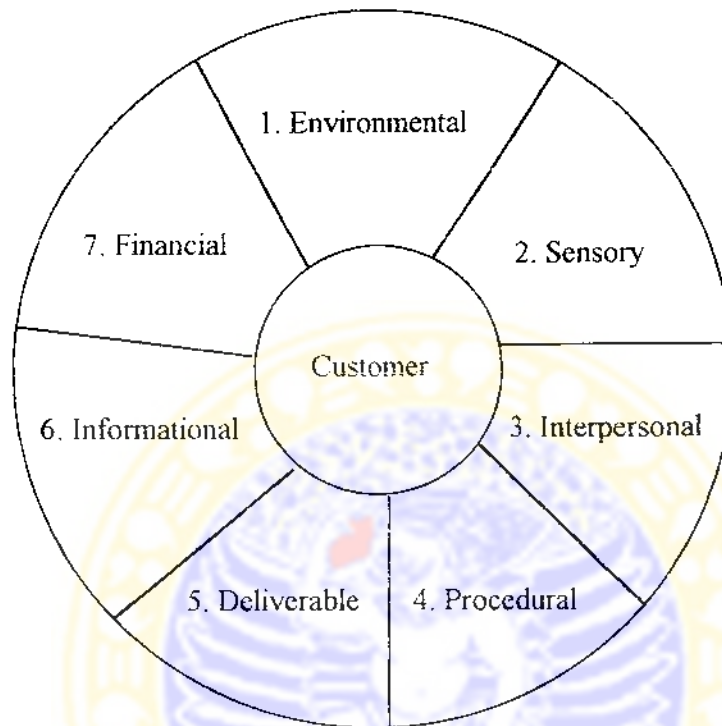 1. Environmental
2. Sensory
3. Interpersonal
4. Procedural
5. Deliverable
6. Informational
7. Financial
Customer